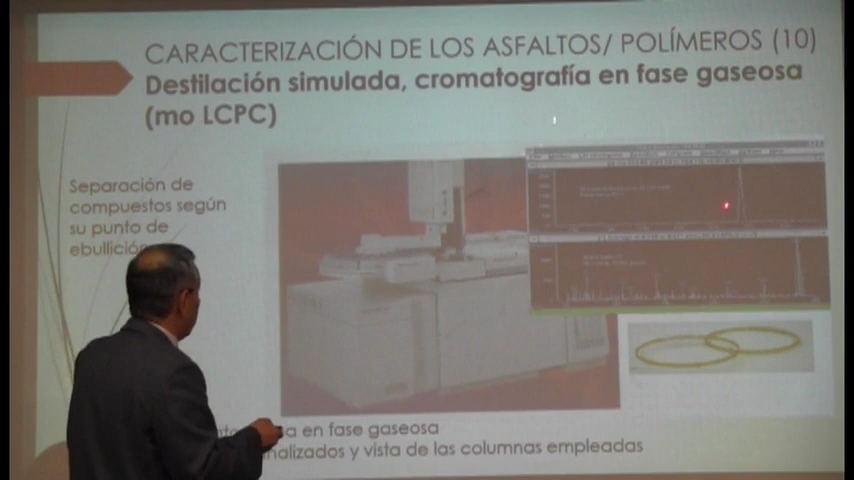 CARACTERIZACIÓN DE LOS ASFALTOS/ POLÍMEROS (10)
Destilación simulada, cromatografía en fase gaseosa
(mo LCPC)
Separación de
compuestos según
su punto de
ebullición
en fase gaseosa
y vista de las columnas empleadas